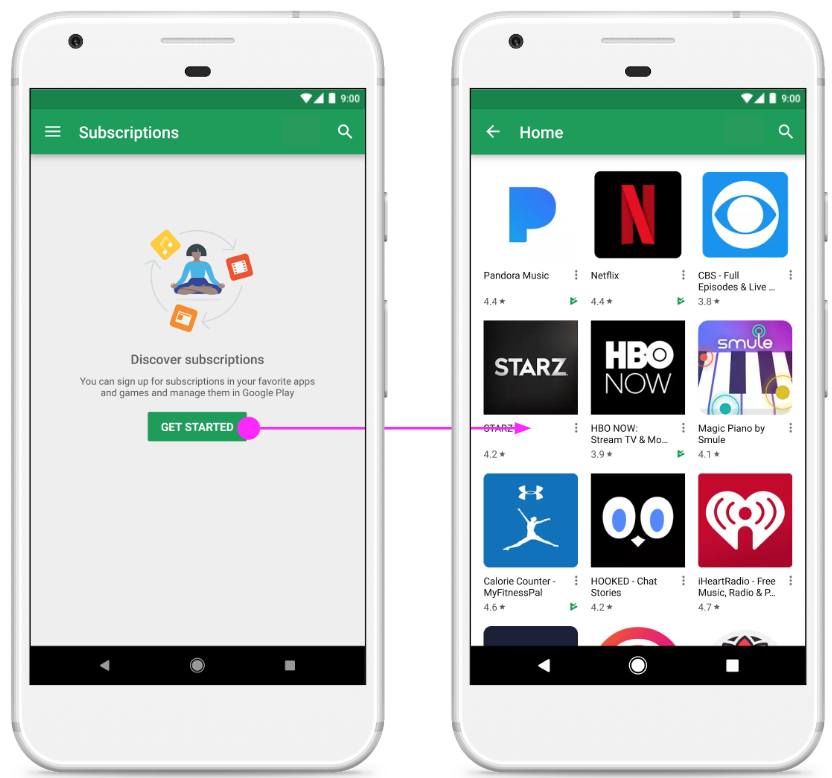 9:00
Subscriptions
Discover subscriptions
You can sign up for subscriptions in your favorite apps
and games and manage them in Google Play
GET STARTED
9:00
Home
Pandora Music
4.4
Netflix
4.4
CBS - Full
Episodes & Live ...
3.8
STARZ
STARZ
4.2
HBO
NOW
HBO NOW:
Stream TV & Mo...
3.9
smule
Magic Piano by
Smule
4.1
Calorie Counter -
MyFitnessPal
4.6
HOOKED - Chat
Stories
4.2
iHeartRadio - Free
Music, Radio & P...
4.7